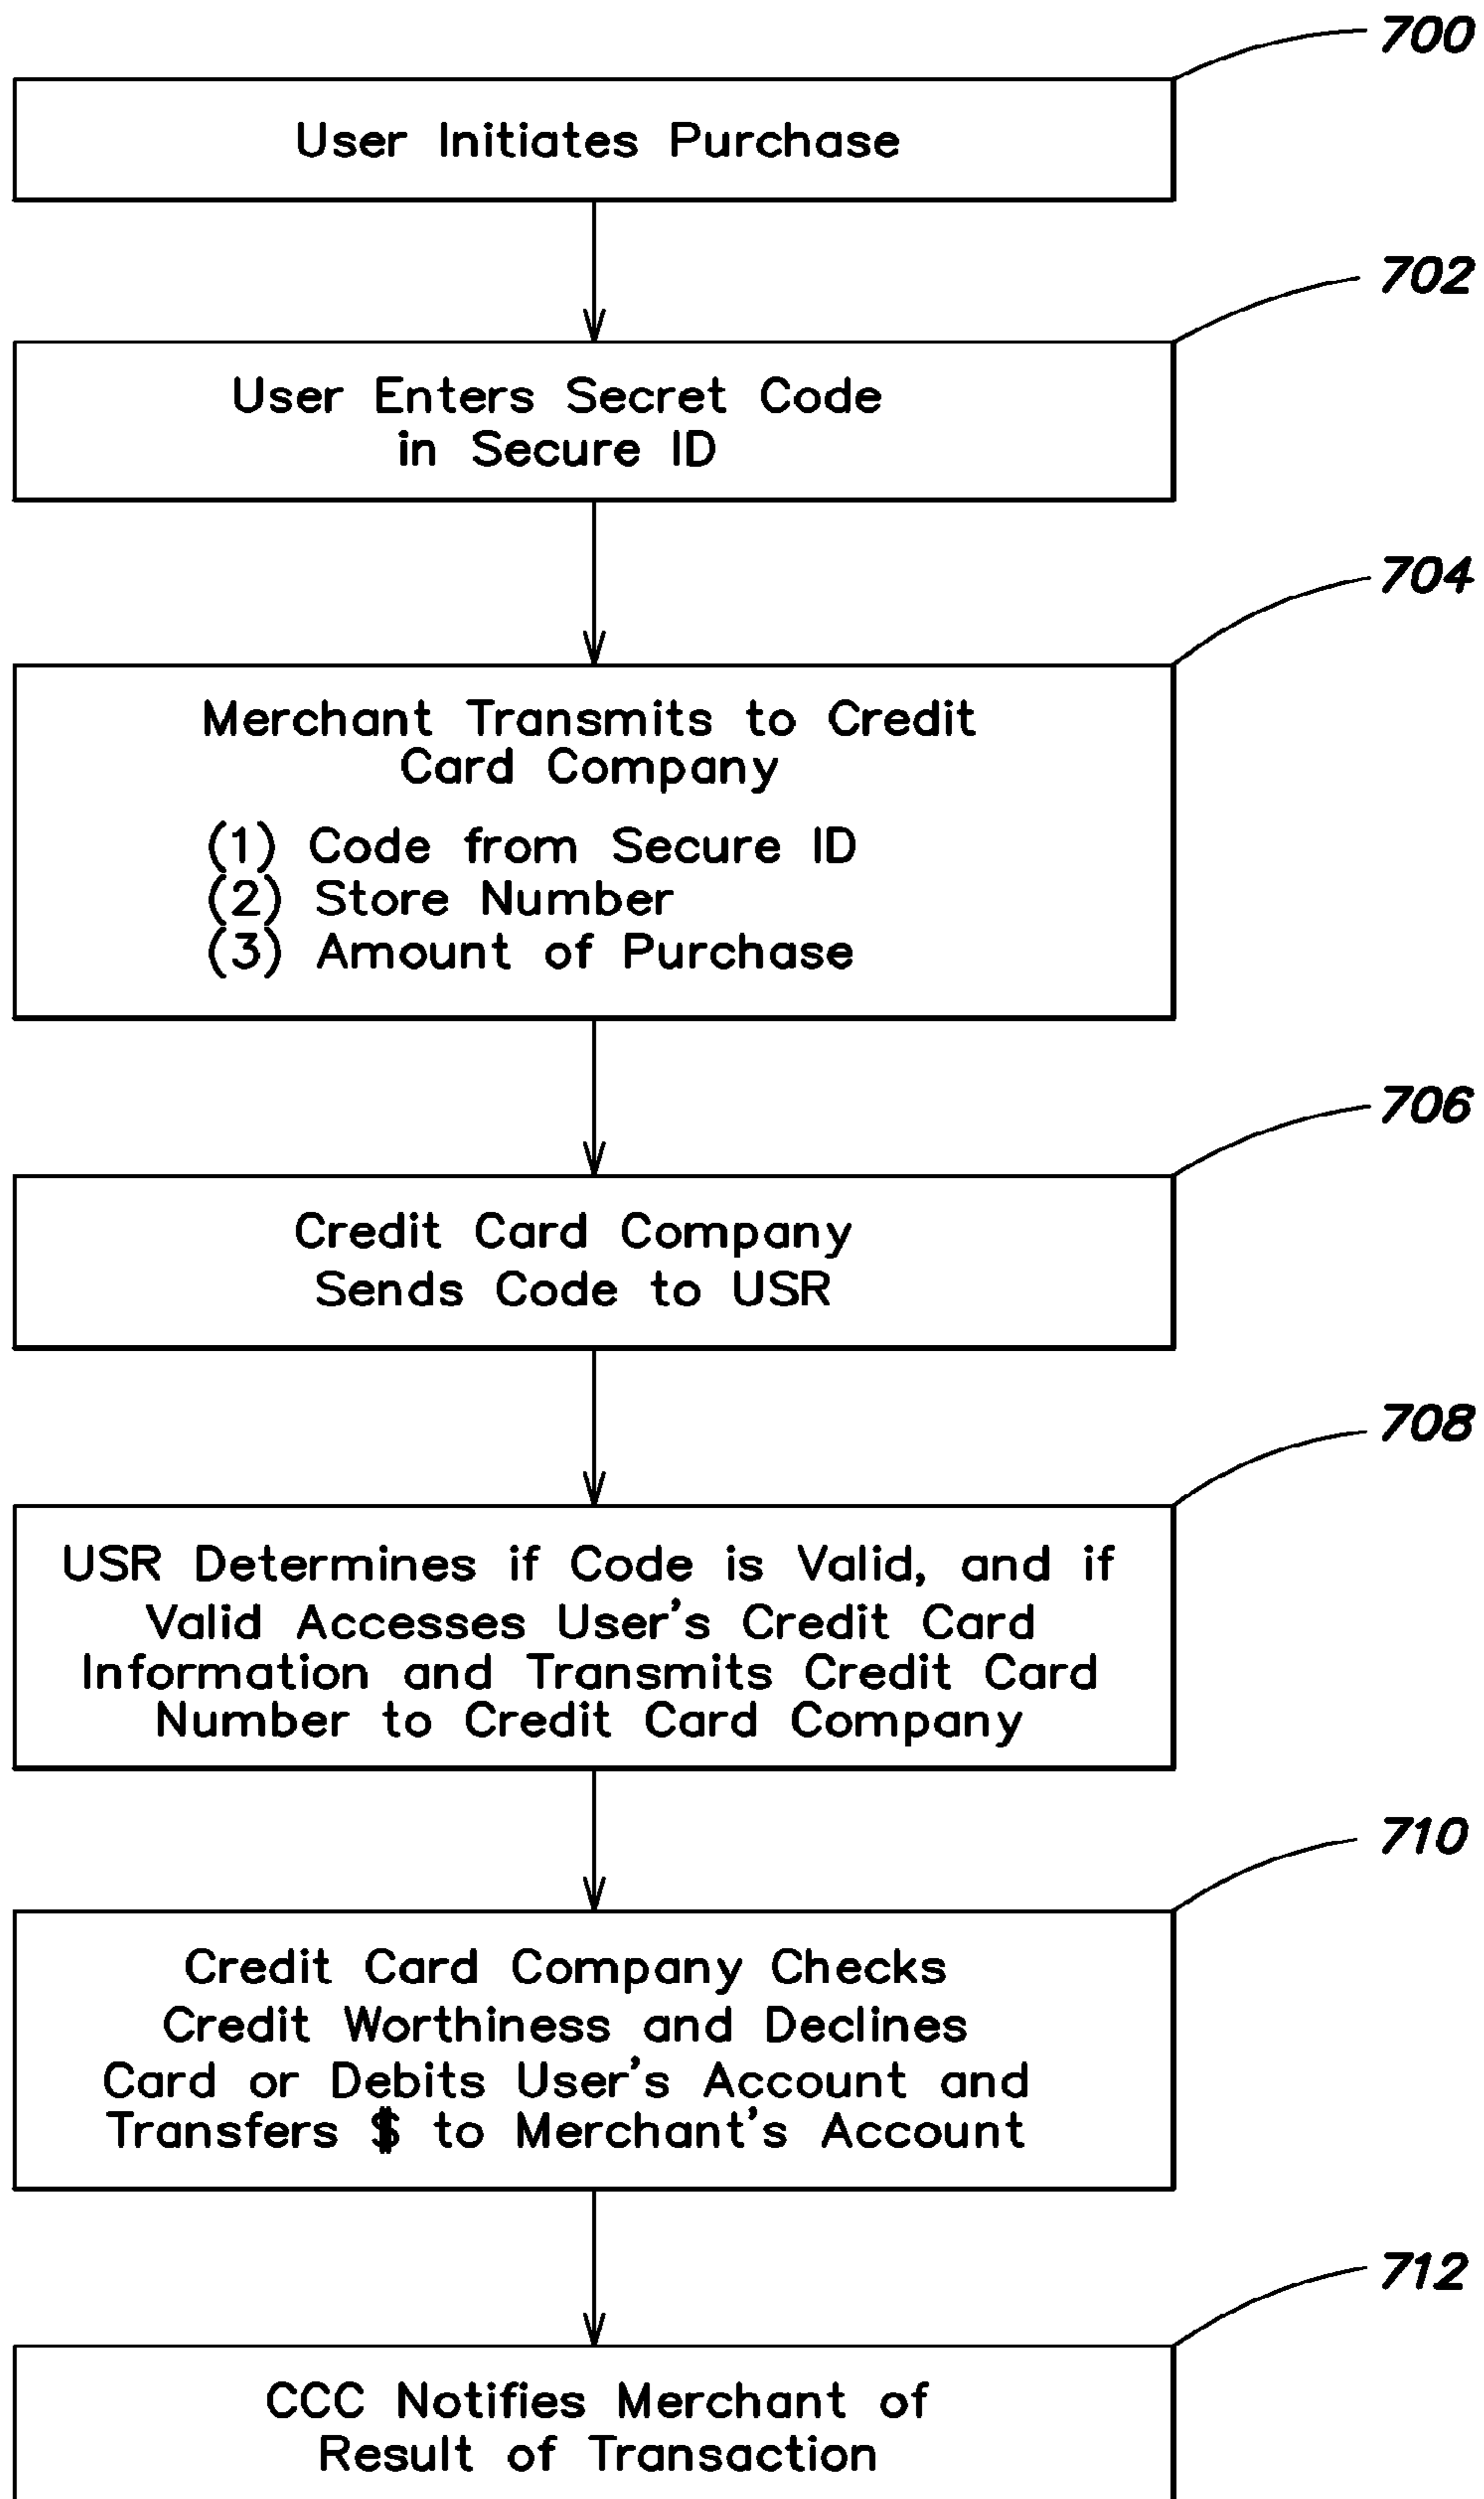 700
User Initiates Purchase
702
User Enters Secret Code
in Secure ID
704
Merchant Transmits to Credit
Card Company
(1) Code from Secure ID
(2) Store Number
(3) Amount of Purchase
706
Credit Card Company
Sends Code to USR
708
USR Determines if Code is Valid, and if
Valid Accesses User's Credit Card
Information and Transmits Credit Card
Number to Credit Card Company
710
Credit Card Company Checks
Credit Worthiness and Declines
Card or Debits User's Account and
Transfers $ to Merchant's Account
712
CCC Notifies Merchant of
Result of Transaction